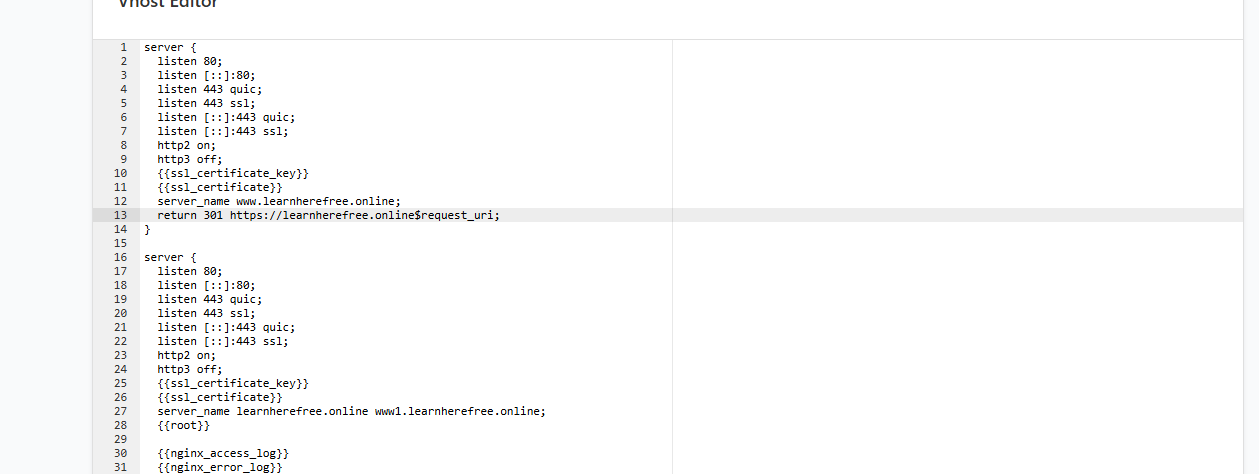 Vhost Editor
1 server {
2   listen 80;
3   listen [::]:80;
4   listen 443 quic;
5   listen 443 ssl;
6   listen [::]:443 quic;
7   listen [::]:443 ssl;
8   http2 on;
9   http3 off;
10   {{ssl_certificate_key}}
11   {{ssl_certificate}}
12   server_name www.learnherefree.online;
13   return 301 https://learnherefree.online$request_uri;
14 }
15
16 server {
17   listen 80;
18   listen [::]:80;
19   listen 443 quic;
20   listen 443 ssl;
21   listen [::]:443 quic;
22   listen [::]:443 ssl;
23   http2 on;
24   http3 off;
25   {{ssl_certificate_key}}
26   {{ssl_certificate}}
27   server_name learnherefree.online www1.learnherefree.online;
28   {{root}}
29
30   {{nginx_access_log}}
31   {{nginx_error_log}}